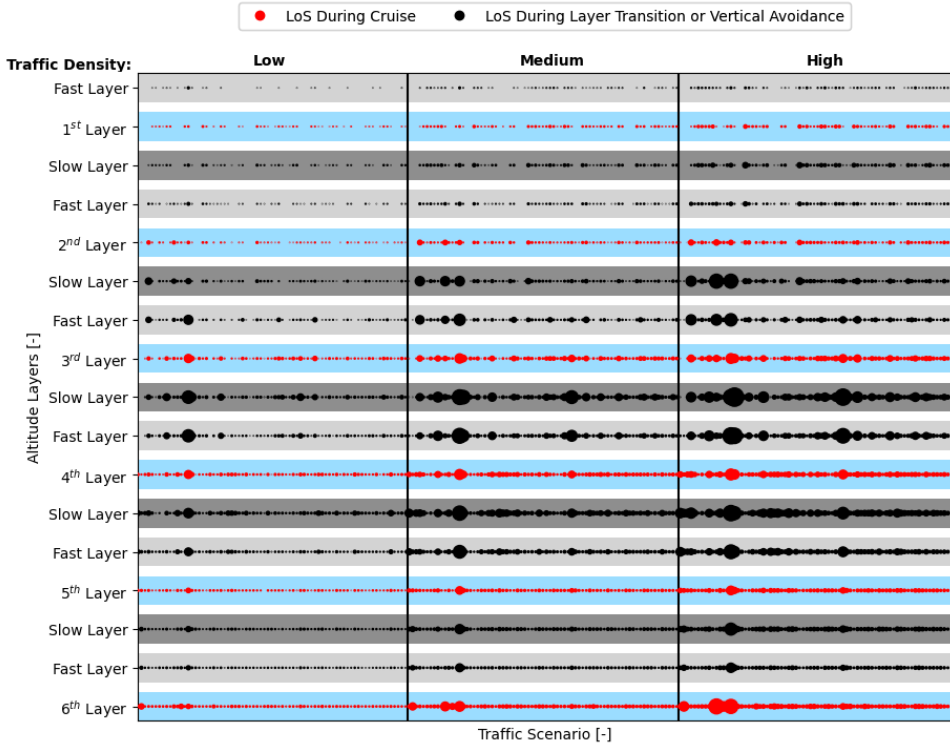 LoS During Cruise LoS During Layer Transition or Vertical Avoidance
Traffic Density: Low Medium High
Fast Layer
1st Layer
Slow Layer
Fast Layer
2nd Layer
Slow Layer
Fast Layer
3rd Layer
Slow Layer
Fast Layer
4th Layer
Slow Layer
Fast Layer
5th Layer
Slow Layer
Fast Layer
6th Layer
Altitude Layers [-]
Traffic Scenario [-]